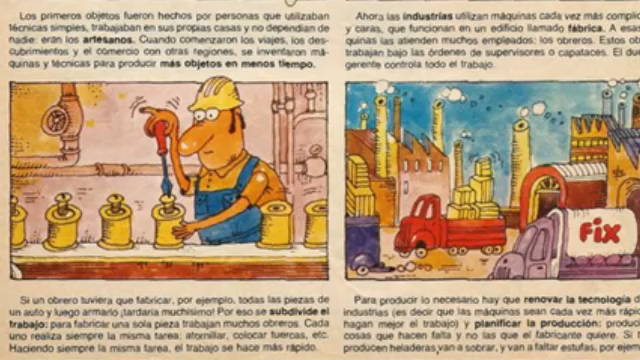 Los primeros objetos fueron hechos por personas que utilizaban
técnicas simples, trabajaban en sus propias casas y no dependían de
nadie: eran los artesanos. Cuando comenzaron los viajes, los des-
cubrimientos y el comercio con otras regiones, se inventaron má-
quinas y técnicas para producir más objetos en menos tiempo.
Si un obrero tuviera que fabricar, por ejemplo, todas las piezas de
un auto y luego armarlo ¡tardaría muchísimo! Por eso se subdivide el
trabajo: para fabricar una sola pieza trabajan muchos obreros. Cada
uno realiza siempre la misma tarea: atornillar, colocar tuercas, etc.
Haciendo siempre la misma tarea, el trabajo se hace más rápido.
Ahora las industrias utilizan máquinas cada vez más
y caras, que funcionan en un edificio llamado fábrica. A esas
quinas las atienden muchos empleados: los obreros. Estos
trabajan bajo las órdenes de supervisores o capataces. El
gerente controla todo el trabajo.
FIX
Para producir lo necesario hay que renovar la tecnología
industrias (es decir que las máquinas sean cada vez más
hagan mejor el trabajo) y planificar la producción:
cosas que hacen falta y no las que el fabricante quiere. Si
producen heladeras van a sobrar, y van a faltar estufas, por